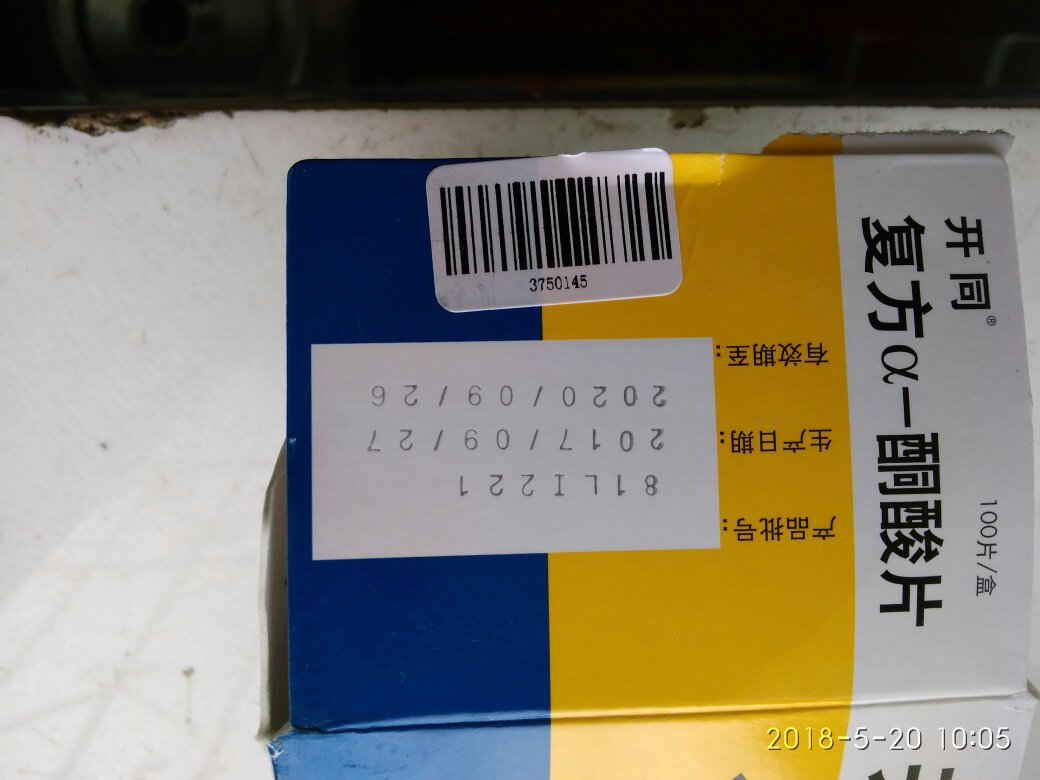 开同®
复方α-酮酸片
100片/盒
产品批号：
81LI221
生产日期：
2017/09/27
有效期至：
2020/09/26
3750145
2018-5-20 10:05